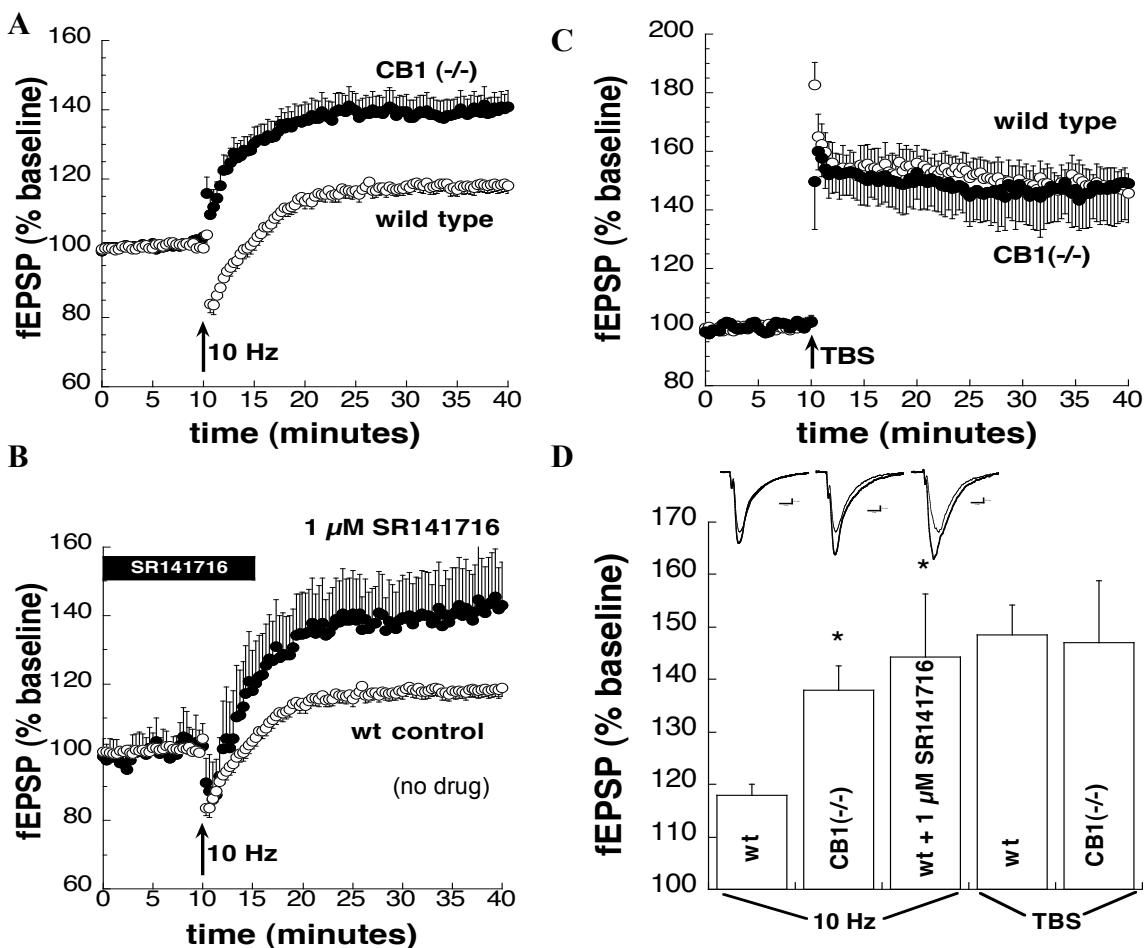 A
fEPSP (% baseline)
160
140
120
100
80
60
CB1 (-/-)
wild type
10 Hz
0 5 10 15 20 25 30 35 40
time (minutes)
B
fEPSP (% baseline)
160
140
120
100
80
60
1 µM SR141716
SR141716
wt control
(no drug)
10 Hz
0 5 10 15 20 25 30 35 40
time (minutes)
C
fEPSP (% baseline)
200
180
160
140
120
100
80
wild type
CB1(-/-)
TBS
0 5 10 15 20 25 30 35 40
time (minutes)
D
fEPSP (% baseline)
170
160
150
140
130
120
110
100
*
*
wt
CB1(-/-)
wt + 1 µM SR141716
wt
CB1(-/-)
10 Hz
TBS